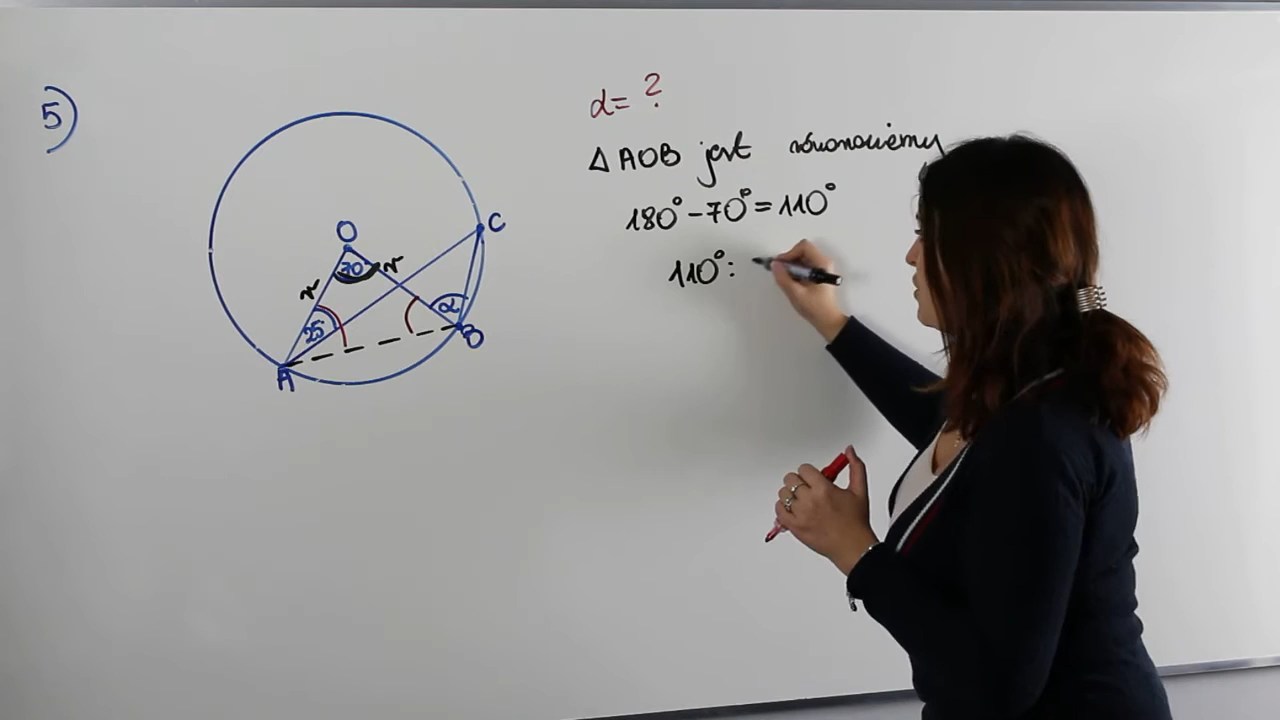 5)
α = ?
△ AOB jest równoramienny
180° - 70° = 110°
110° :
O
C
70
r
r
25
α
A
B